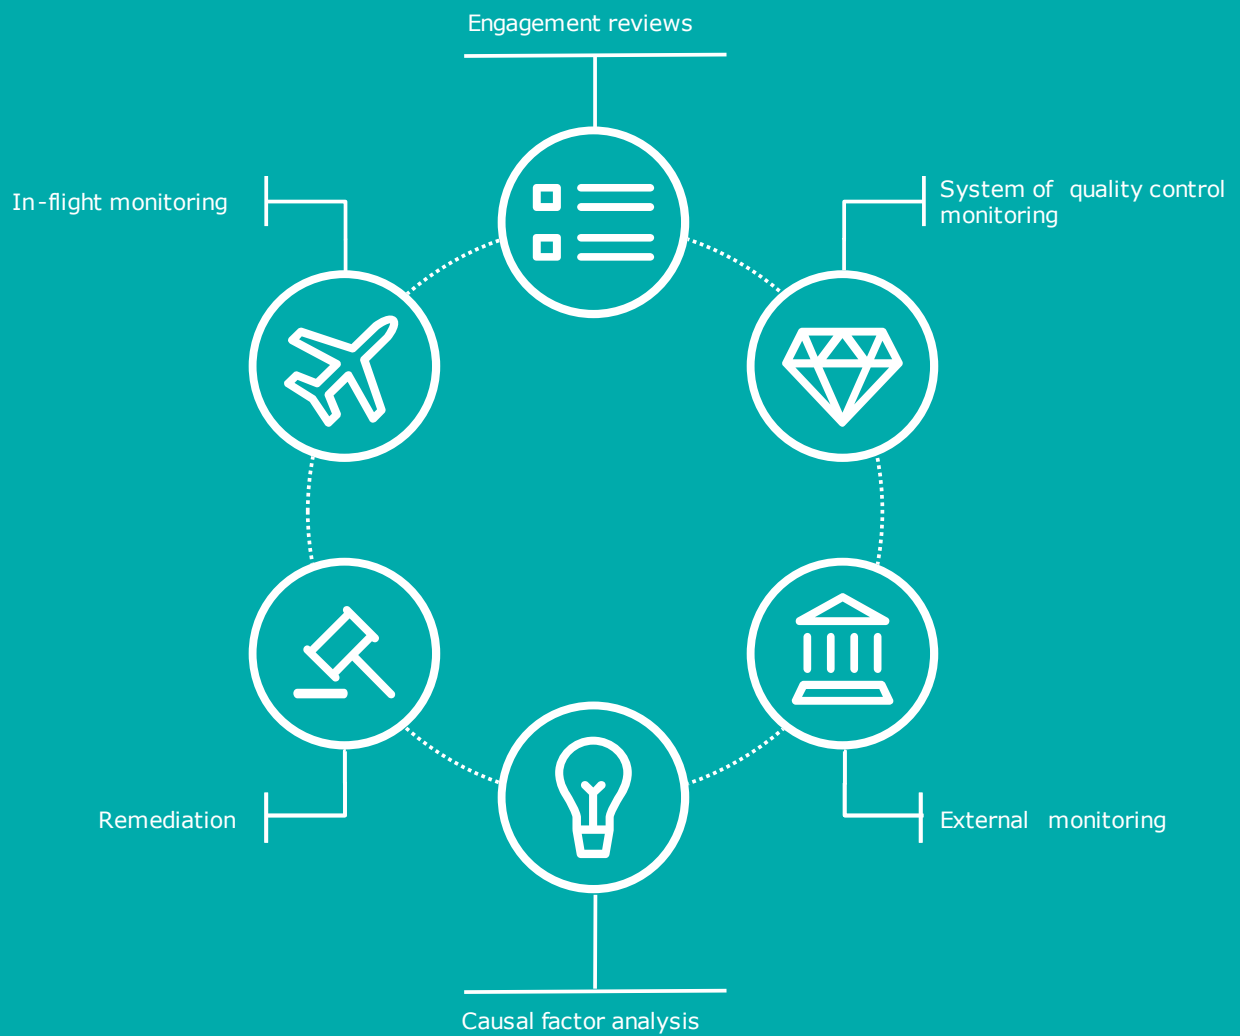 Engagement reviews
In-flight monitoring
System of quality control
monitoring
Remediation
External monitoring
Causal factor analysis